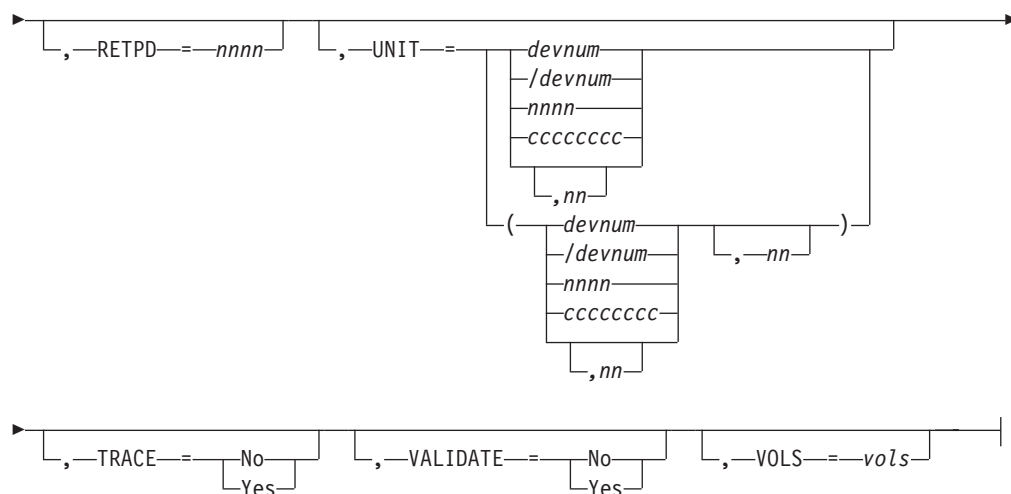 , RETPD = nnnn , UNIT = devnum
/devnum
nnnn
cccccccc
,nn
( devnum , nn )
/devnum
nnnn
cccccccc
,nn
, TRACE = No , VALIDATE = No , VOLS = vols
Yes Yes